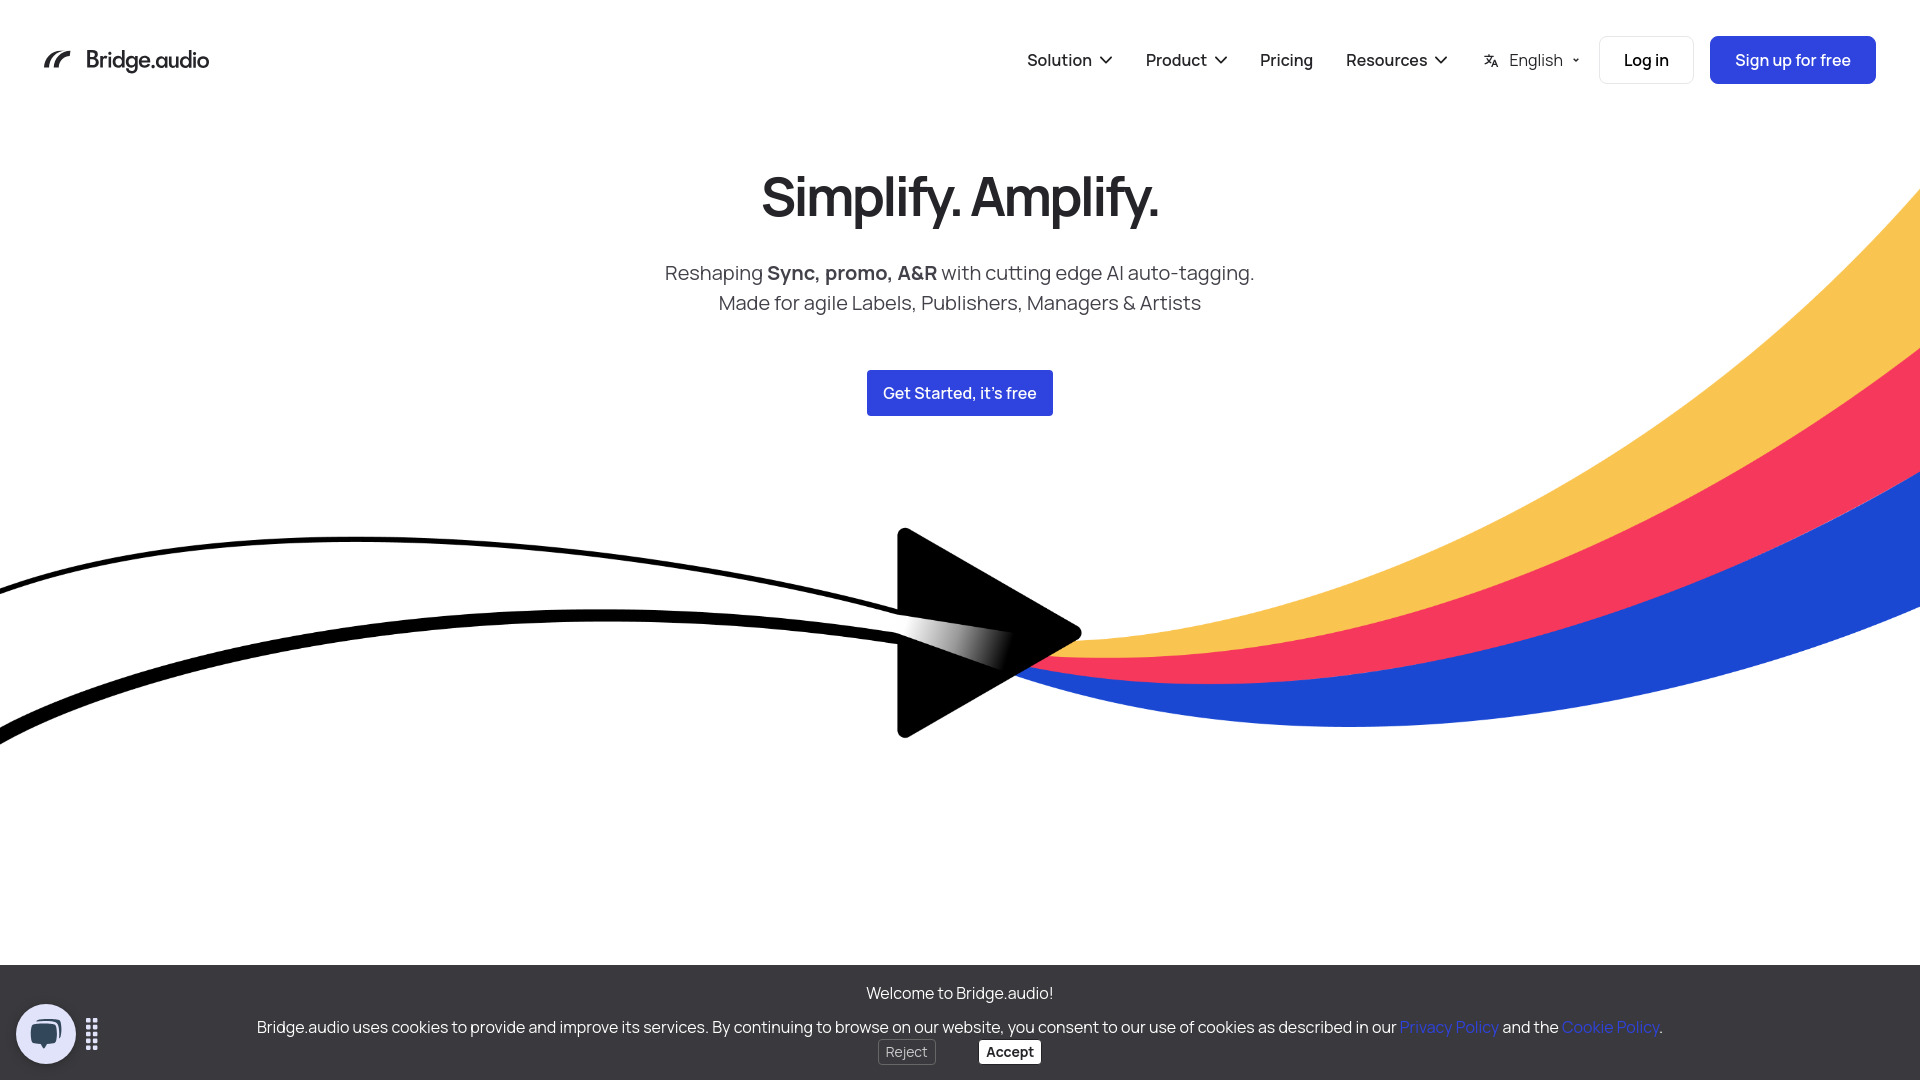 Bridge.audio
Solution
Product
Pricing
Resources
English
Log in
Sign up for free
Simplify. Amplify.
Reshaping Sync, promo, A&R with cutting edge AI auto-tagging.
Made for agile Labels, Publishers, Managers & Artists
Get Started, it's free
Welcome to Bridge.audio!
Bridge.audio uses cookies to provide and improve its services. By continuing to browse on our website, you consent to our use of cookies as described in our Privacy Policy and the Cookie Policy.
Reject
Accept